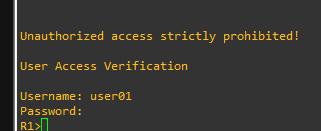 Unauthorized access strictly prohibited!
User Access Verification
Username: user01
Password:
R1>